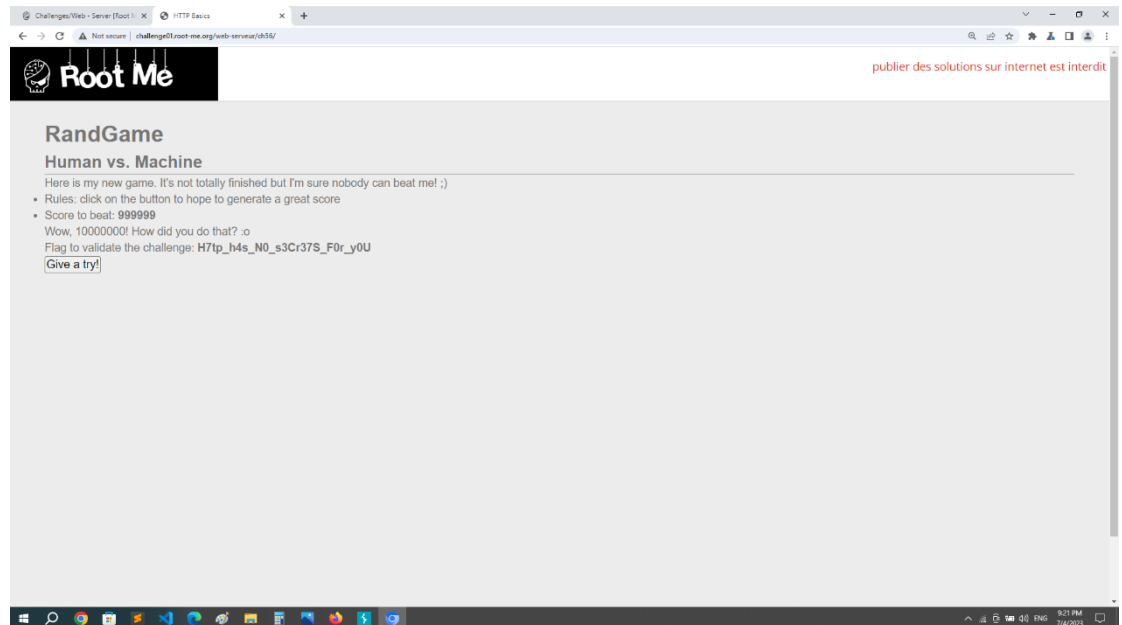 Challenges/Web - Server [Root M
HTTP Basics
Not secure | challenge01.root-me.org/web-serveur/ch56/
Root Me
publier des solutions sur internet est interdit
RandGame
Human vs. Machine
Here is my new game. It's not totally finished but I'm sure nobody can beat me! ;)
Rules: click on the button to hope to generate a great score
Score to beat: 999999
Wow, 10000000! How did you do that? :o
Flag to validate the challenge: H7tp_h4s_N0_s3Cr37S_F0r_y0U
Give a try!
ENG
9:21 PM
7/4/2023